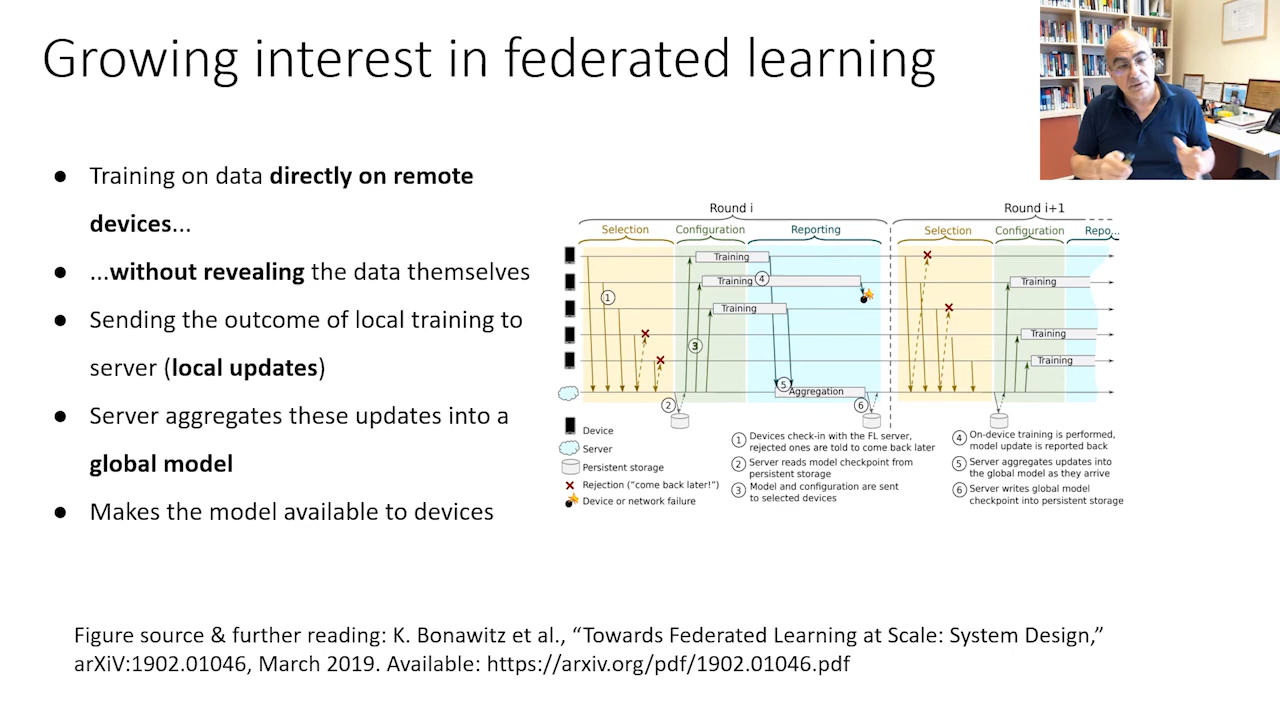 Growing interest in federated learning
● Training on data directly on remote
devices...
● ...without revealing the data themselves
● Sending the outcome of local training to
server (local updates)
● Server aggregates these updates into a
global model
● Makes the model available to devices
Round i
Round i+1
Selection
Configuration
Reporting
Selection
Configuration
Repo...
Training
Training
4
Training
1
3
Training
Training
Training
5
Aggregation
2
6
Device
Server
Persistent storage
Rejection ("come back later!")
Device or network failure
1 Devices check-in with the FL server,
rejected ones are told to come back later
2 Server reads model checkpoint from
persistent storage
3 Model and configuration are sent
to selected devices
4 On-device training is performed,
model update is reported back
5 Server aggregates updates into
the global model as they arrive
6 Server writes global model
checkpoint into persistent storage
Figure source & further reading: K. Bonawitz et al., “Towards Federated Learning at Scale: System Design,”
arXiV:1902.01046, March 2019. Available: https://arxiv.org/pdf/1902.01046.pdf